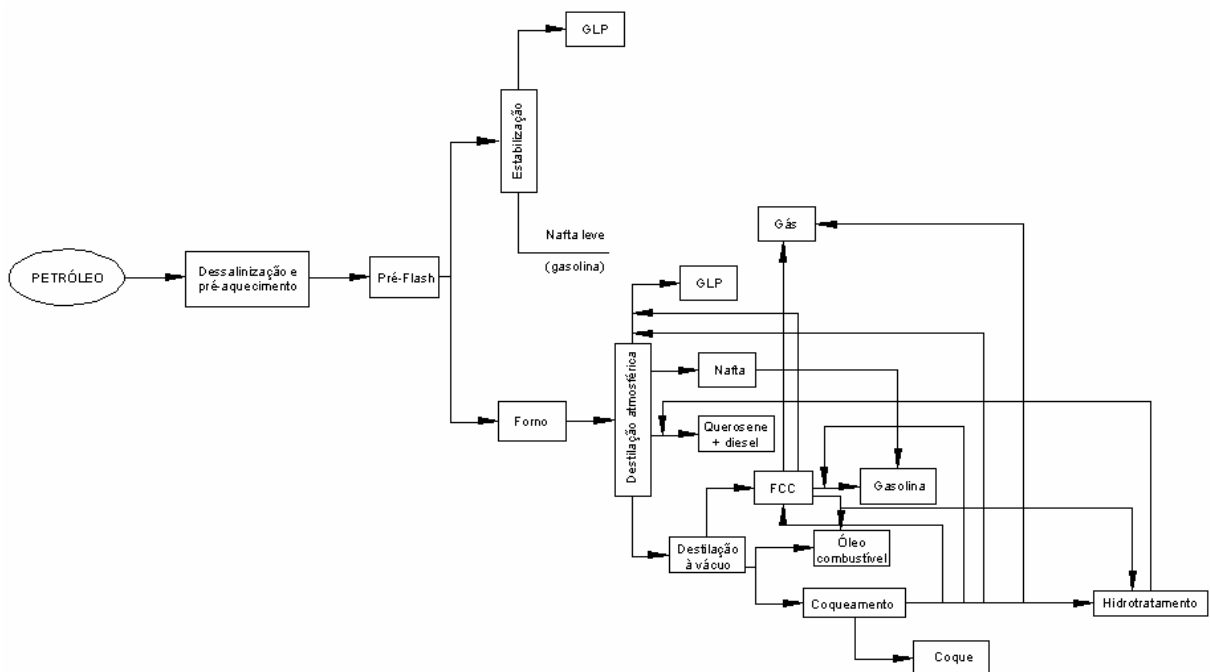 GLP
Estabilização
Nafta leve
(gasolina)
Gás
PETRÓLEO
Dessalinização e
pré-aquecimento
Pré-Flash
GLP
Destilação atmosférica
Nafta
Forno
Querosene
+ diesel
FCC
Gasolina
Destilação
à vácuo
Óleo
combustível
Coqueamento
Hidrotratamento
Coque